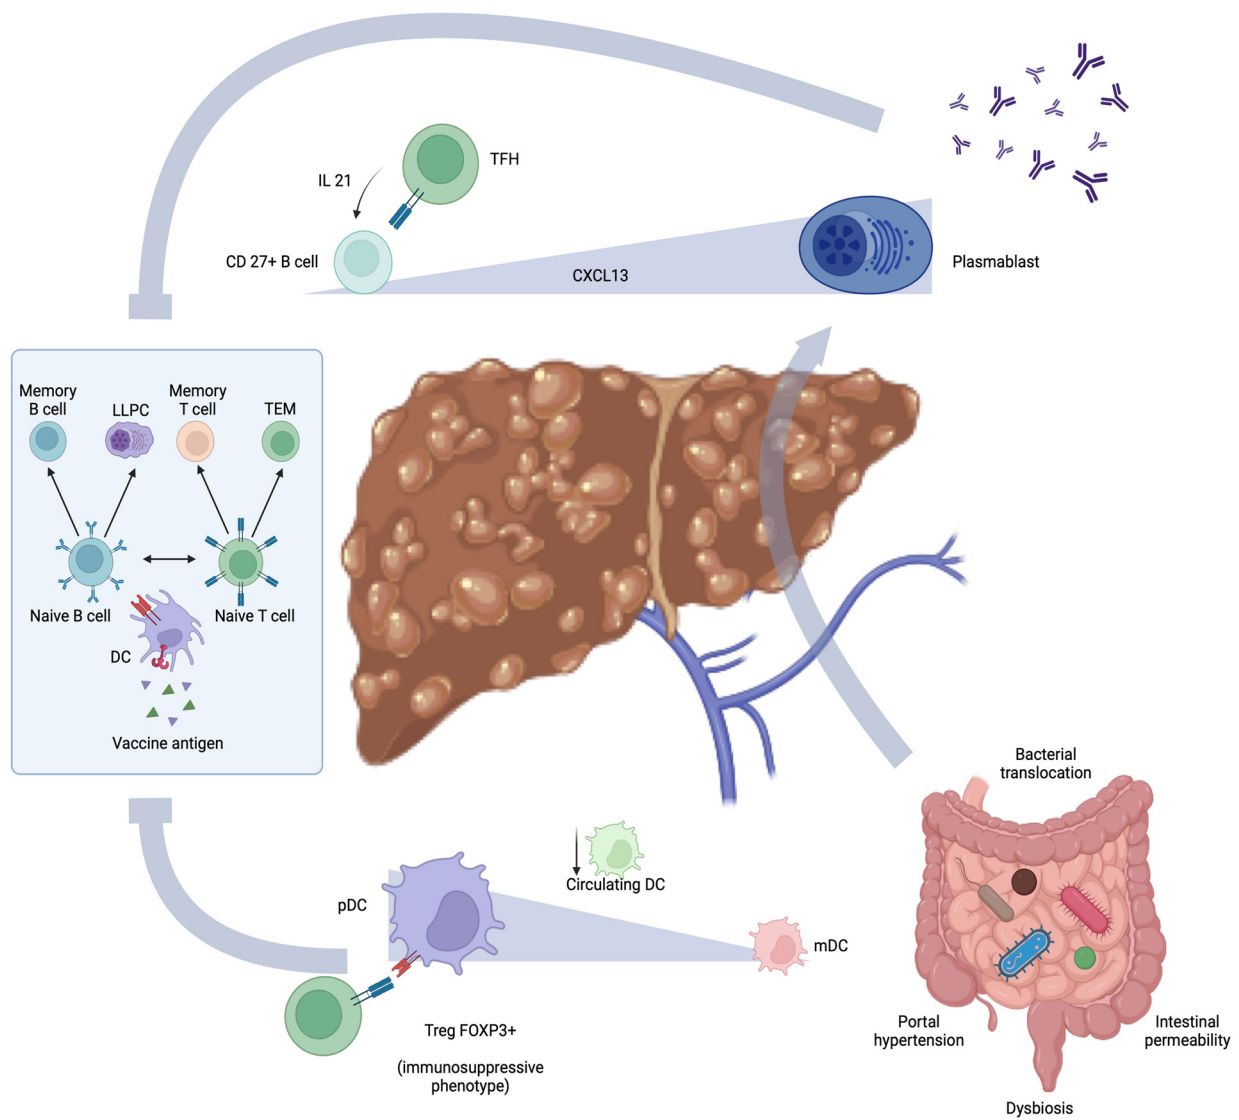 TFH
IL 21
CD 27+ B cell
CXCL13
Plasmablast
Memory
B cell
LLPC
Memory
T cell
TEM
Naive B cell
Naive T cell
DC
Vaccine antigen
Bacterial
translocation
Circulating DC
pDC
mDC
Treg FOXP3+
(immunosuppressive
phenotype)
Portal
hypertension
Intestinal
permeability
Dysbiosis